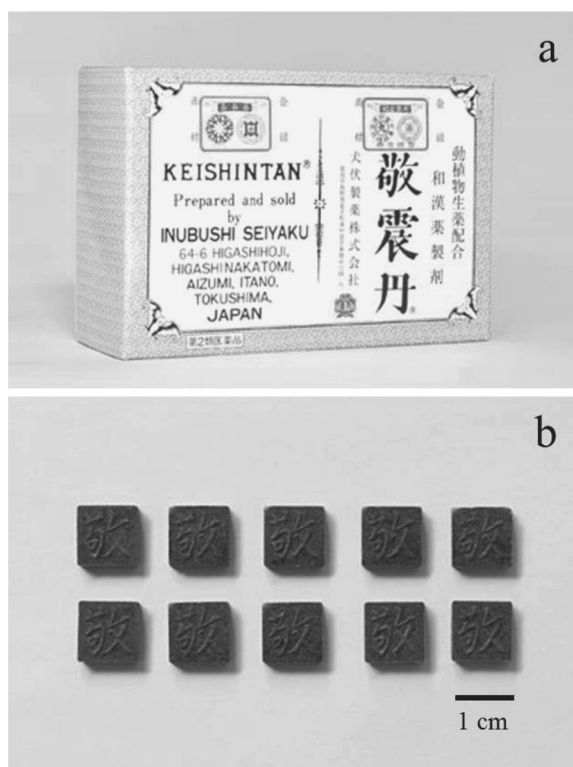 a
KEISHINTAN®
Prepared and sold
by
INUBUSHI SEIYAKU
64-6 HIGASHIHOJI,
HIGASHINAKATOMI,
AIZUMI, ITANO,
TOKUSHIMA,
JAPAN
第2類医薬品
動植物生薬配合
和漢薬製剤
敬震丹
犬伏製薬株式会社
b
敬 敬 敬 敬 敬
敬 敬 敬 敬 敬
1 cm